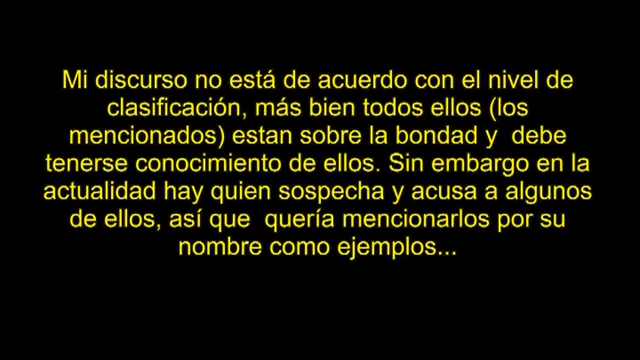 Mi discurso no está de acuerdo con el nivel de
clasificación, más bien todos ellos (los
mencionados) estan sobre la bondad y  debe
tenerse conocimiento de ellos. Sin embargo en la
actualidad hay quien sospecha y acusa a algunos
de ellos, así que  quería mencionarlos por su
nombre como ejemplos...